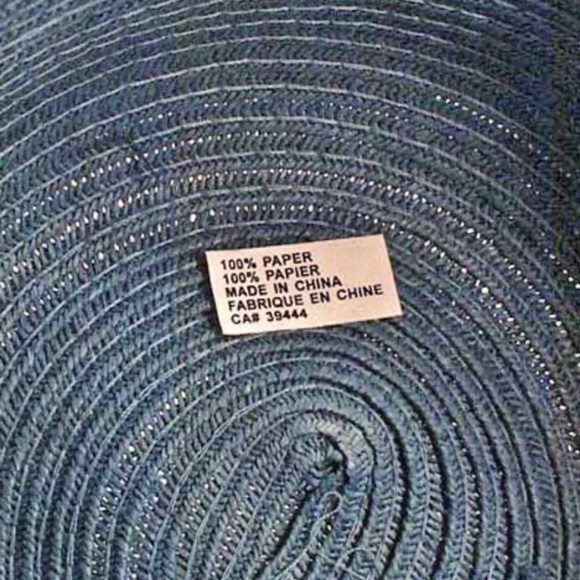 100% PAPER
100% PAPIER
MADE IN CHINA
FABRIQUE EN CHINE
CA# 39444